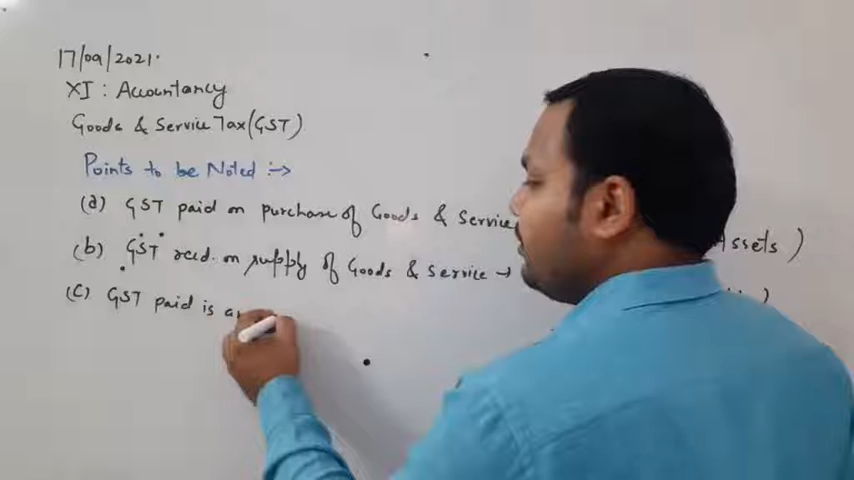 17/09/2021.
XI : Accountancy
Goods & Service Tax (GST)
Points to be Noted :->
(a) GST paid on purchase of Goods & Service Assets )
(b) GST recd. on supply of Goods & Service → )
(C) GST paid is a